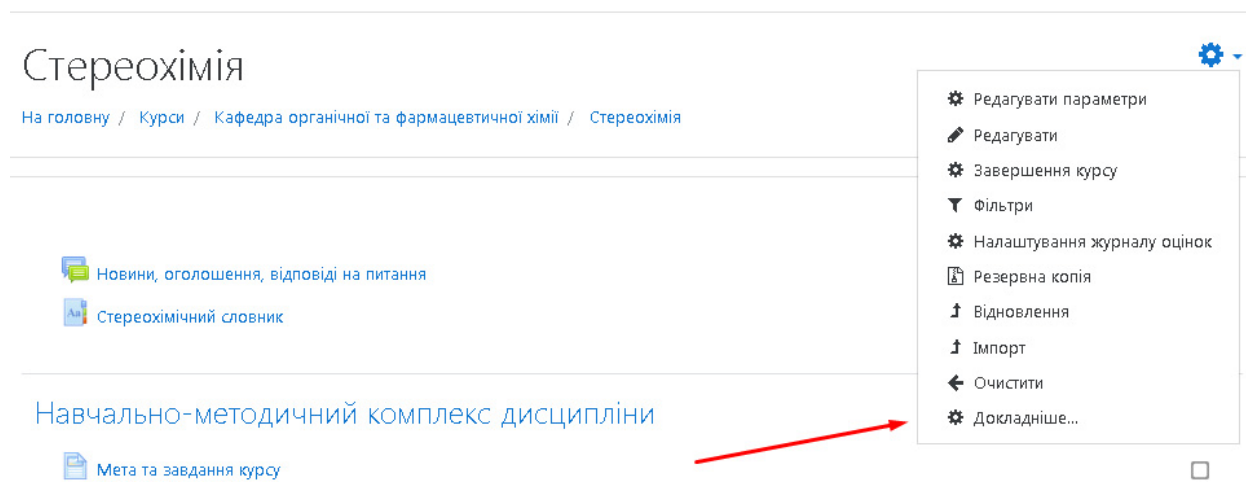 Стереохімія
На головну / Курси / Кафедра органічної та фармацевтичної хімії / Стереохімія
Редагувати параметри
Редагувати
Завершення курсу
Фільтри
Налаштування журналу оцінок
Резервна копія
Відновлення
Імпорт
Очистити
Докладніше...
Новини, оголошення, відповіді на питання
Aa
Стереохімічний словник
Навчально-методичний комплекс дисципліни
Мета та завдання курсу